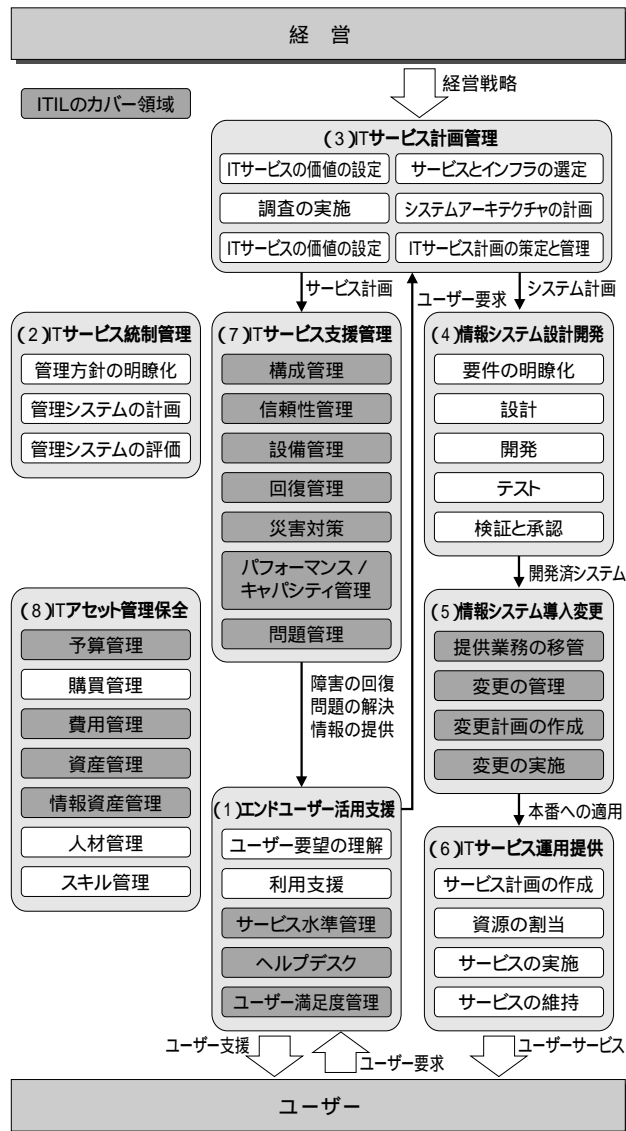 経 営
ITILのカバー領域
経営戦略
(3)ITサービス計画管理
ITサービスの価値の設定
サービスとインフラの選定
調査の実施
システムアーキテクチャの計画
ITサービスの価値の設定
ITサービス計画の策定と管理
サービス計画
ユーザー要求
システム計画
(2)ITサービス統制管理
管理方針の明瞭化
管理システムの計画
管理システムの評価
(7)ITサービス支援管理
構成管理
信頼性管理
設備管理
回復管理
災害対策
パフォーマンス/
キャパシティ管理
問題管理
(4)情報システム設計開発
要件の明瞭化
設計
開発
テスト
検証と承認
開発済システム
(8)ITアセット管理保全
予算管理
購買管理
費用管理
資産管理
情報資産管理
人材管理
スキル管理
障害の回復
問題の解決
情報の提供
(5)情報システム導入変更
提供業務の移管
変更の管理
変更計画の作成
変更の実施
本番への適用
(1)エンドユーザー活用支援
ユーザー要望の理解
利用支援
サービス水準管理
ヘルプデスク
ユーザー満足度管理
(6)ITサービス運用提供
サービス計画の作成
資源の割当
サービスの実施
サービスの維持
ユーザー支援
ユーザー要求
ユーザーサービス
ユーザー